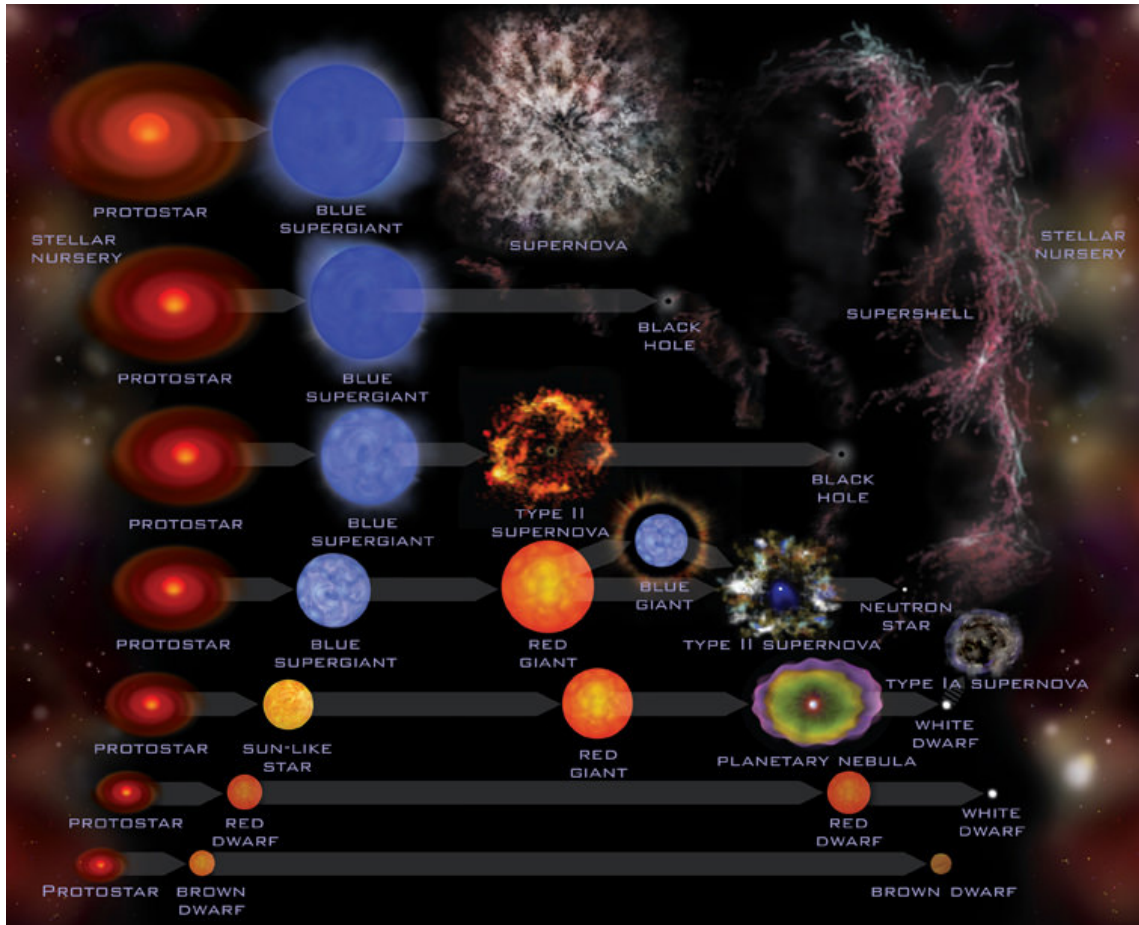 PROTOSTAR
BLUE
SUPERGIANT
SUPERNOVA
STELLAR
NURSERY
STELLAR
NURSERY
PROTOSTAR
BLUE
SUPERGIANT
BLACK
HOLE
SUPERSHELL
PROTOSTAR
BLUE
SUPERGIANT
TYPE II
SUPERNOVA
BLACK
HOLE
PROTOSTAR
BLUE
SUPERGIANT
RED
GIANT
BLUE
GIANT
TYPE II SUPERNOVA
NEUTRON
STAR
TYPE IA SUPERNOVA
PROTOSTAR
SUN-LIKE
STAR
RED
GIANT
PLANETARY NEBULA
WHITE
DWARF
PROTOSTAR
RED
DWARF
RED
DWARF
WHITE
DWARF
PROTOSTAR
BROWN
DWARF
BROWN DWARF